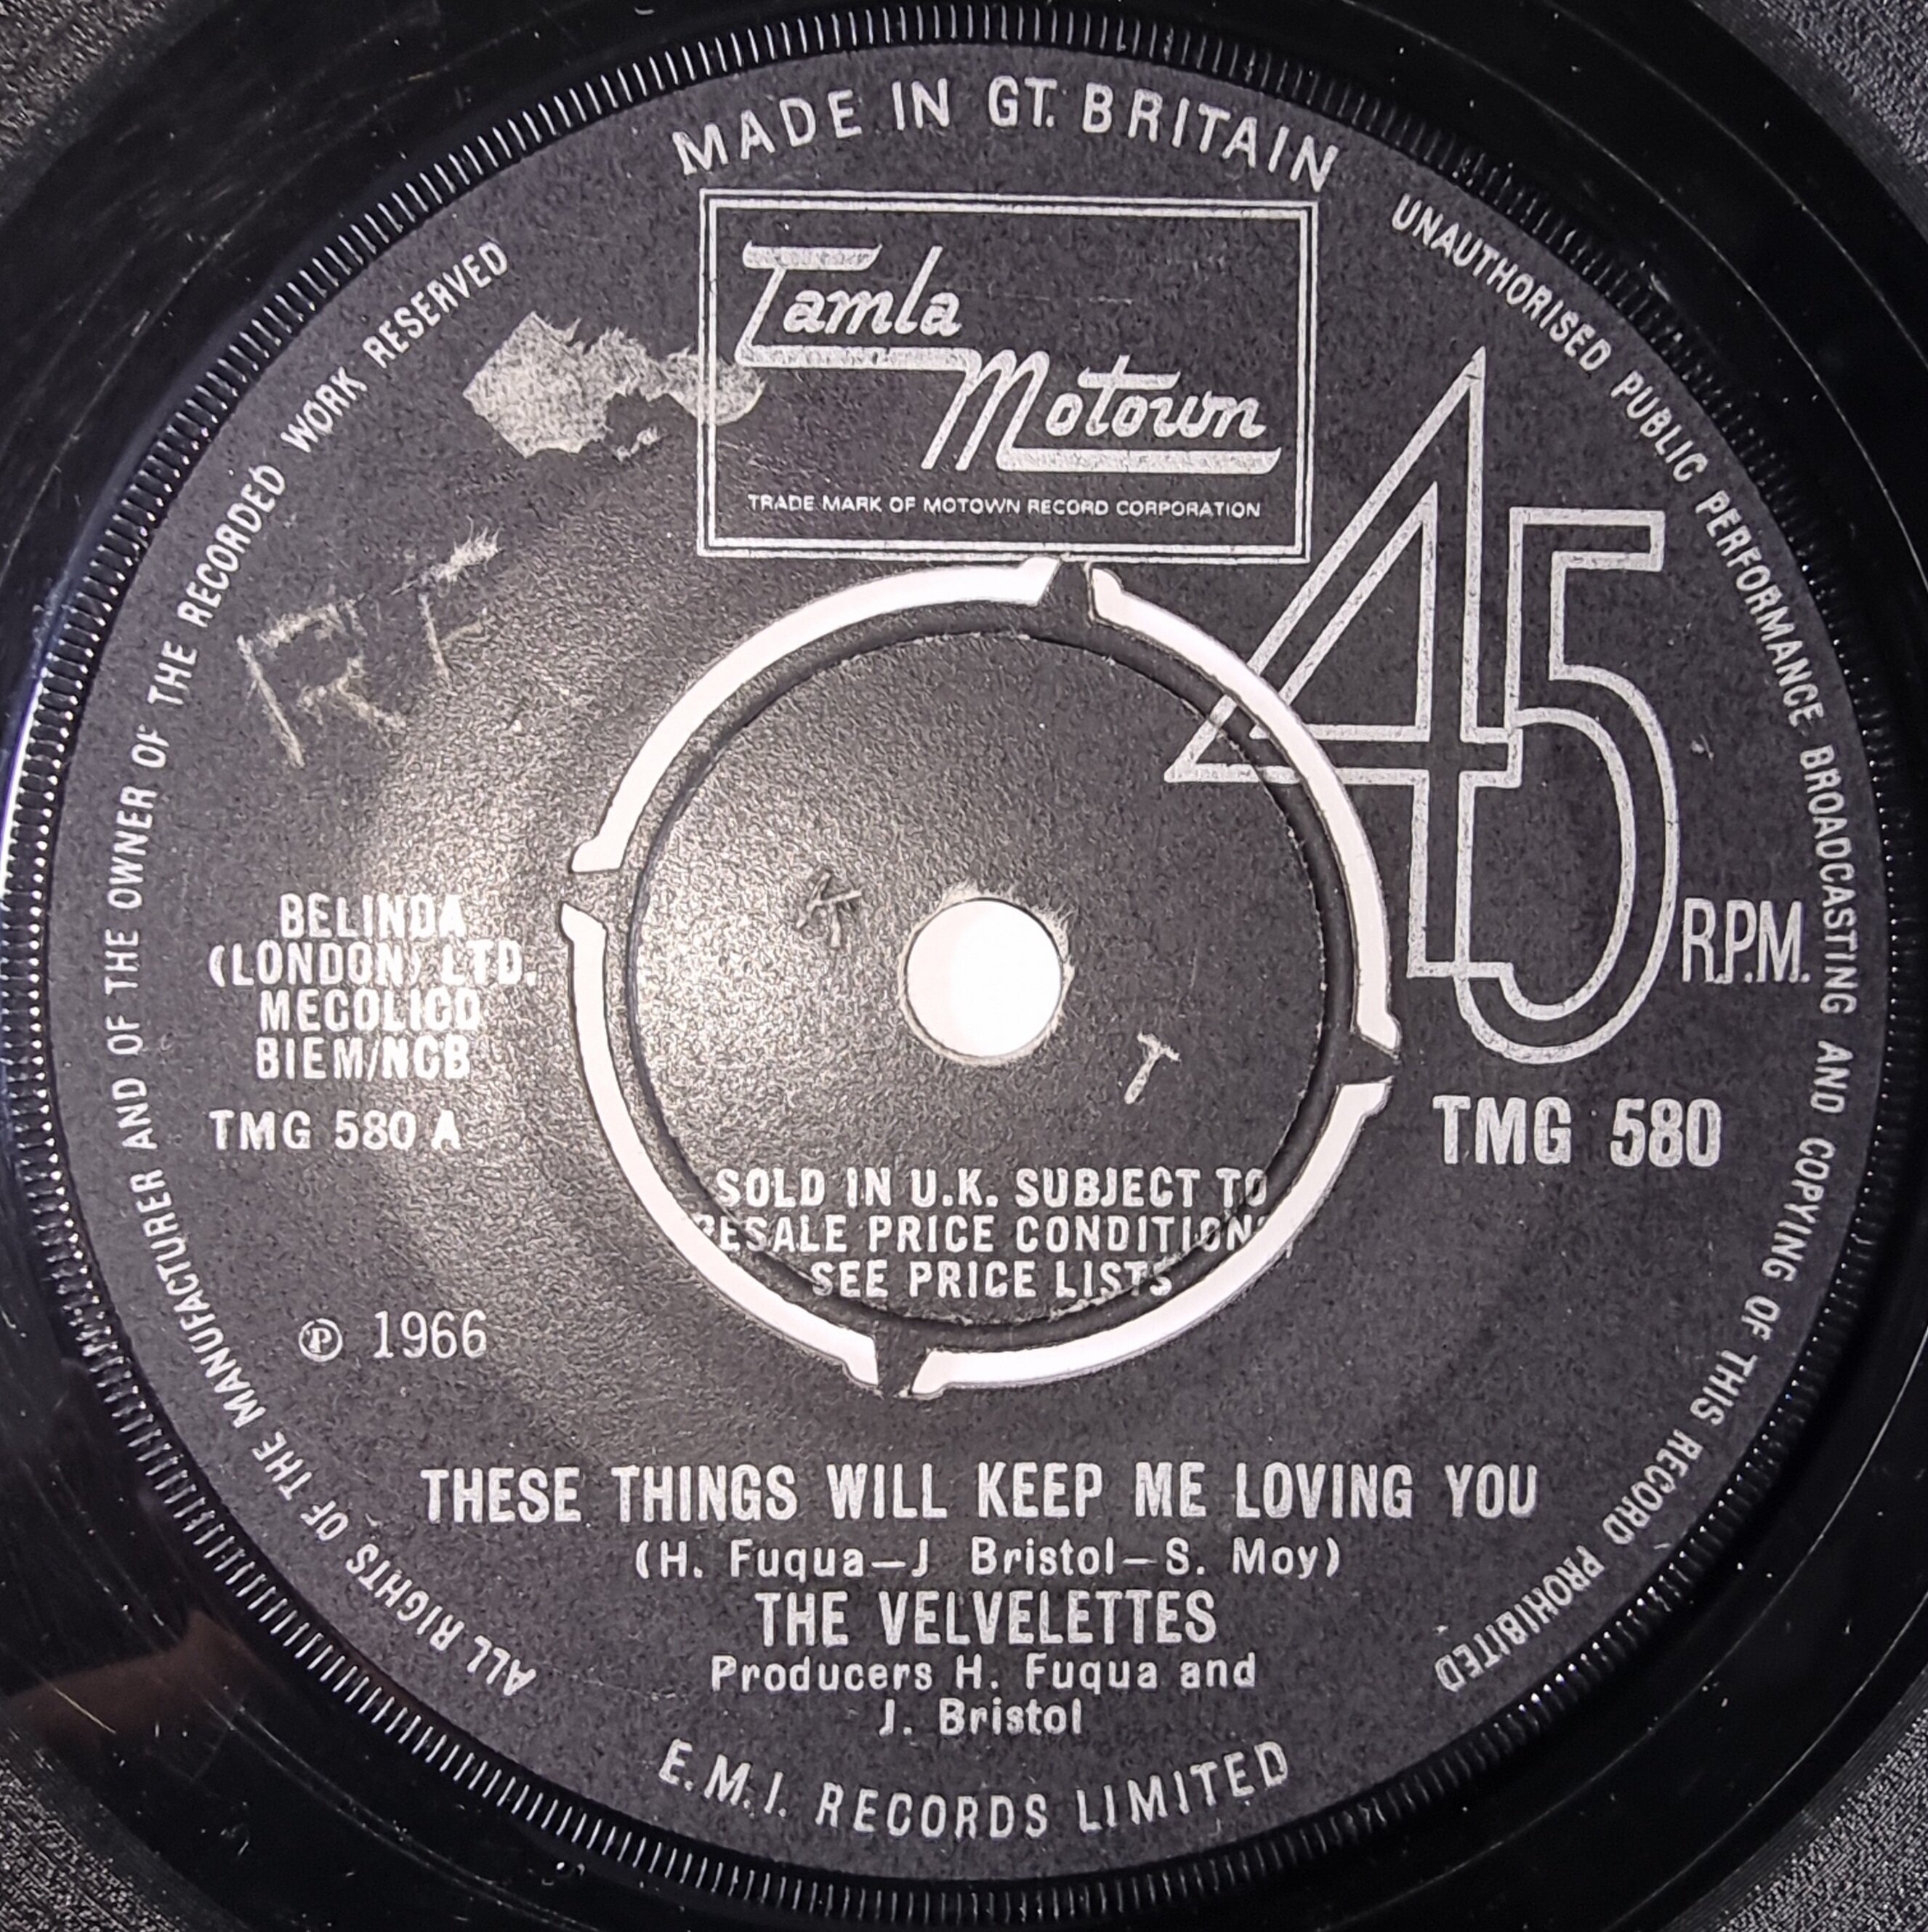 MADE IN GT. BRITAIN
UNAUTHORISED PUBLIC PERFORMANCE BROADCASTING AND COPYING OF THIS RECORD PROHIBITED
ALL RIGHTS OF THE MANUFACTURER AND OF THE OWNER OF THE RECORDED WORK RESERVED
Tamla
Motown
TRADE MARK OF MOTOWN RECORD CORPORATION
RF
45
R.P.M.
K
T
BELINDA
(LONDON) LTD.
MECOLICO
BIEM/NCB
TMG 580 A
TMG 580
SOLD IN U.K. SUBJECT TO
RESALE PRICE CONDITIONS,
SEE PRICE LISTS
℗ 1966
THESE THINGS WILL KEEP ME LOVING YOU
(H. Fuqua—J Bristol—S. Moy)
THE VELVELETTES
Producers H. Fuqua and
J. Bristol
E.M.I. RECORDS LIMITED